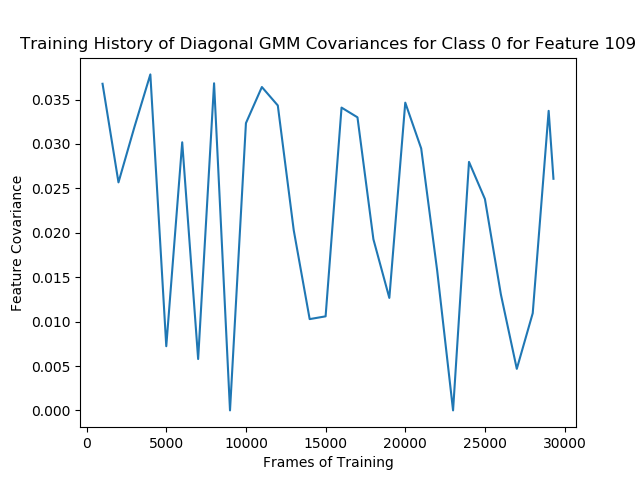 Training History of Diagonal GMM Covariances for Class 0 for Feature 109
0.035
0.030
0.025
0.020
0.015
0.010
0.005
0.000
Feature Covariance
0 5000 10000 15000 20000 25000 30000
Frames of Training